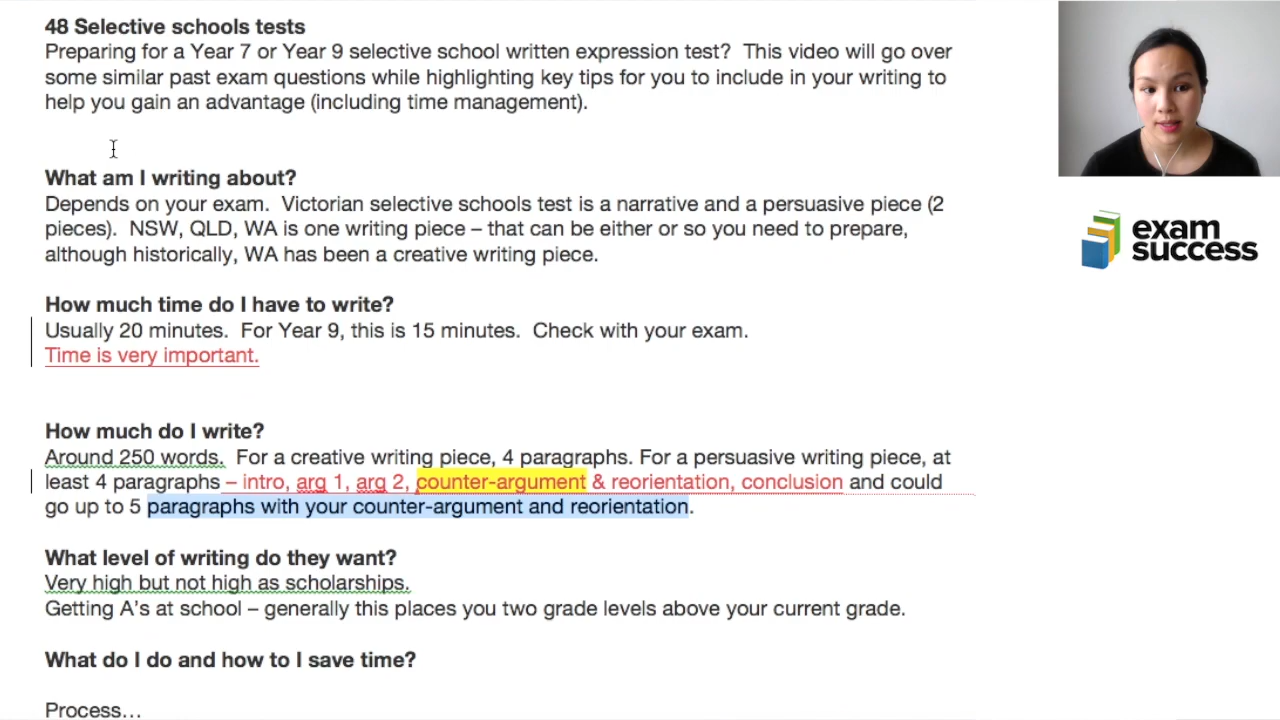 48 Selective schools tests
Preparing for a Year 7 or Year 9 selective school written expression test?  This video will go over
some similar past exam questions while highlighting key tips for you to include in your writing to
help you gain an advantage (including time management).
What am I writing about?
Depends on your exam.  Victorian selective schools test is a narrative and a persuasive piece (2
pieces).  NSW, QLD, WA is one writing piece – that can be either or so you need to prepare,
although historically, WA has been a creative writing piece.
How much time do I have to write?
Usually 20 minutes.  For Year 9, this is 15 minutes.  Check with your exam.
Time is very important.
How much do I write?
Around 250 words.  For a creative writing piece, 4 paragraphs. For a persuasive writing piece, at
least 4 paragraphs – intro, arg 1, arg 2, counter-argument & reorientation, conclusion and could
go up to 5 paragraphs with your counter-argument and reorientation.
What level of writing do they want?
Very high but not high as scholarships.
Getting A's at school – generally this places you two grade levels above your current grade.
What do I do and how to I save time?
Process…
exam
success